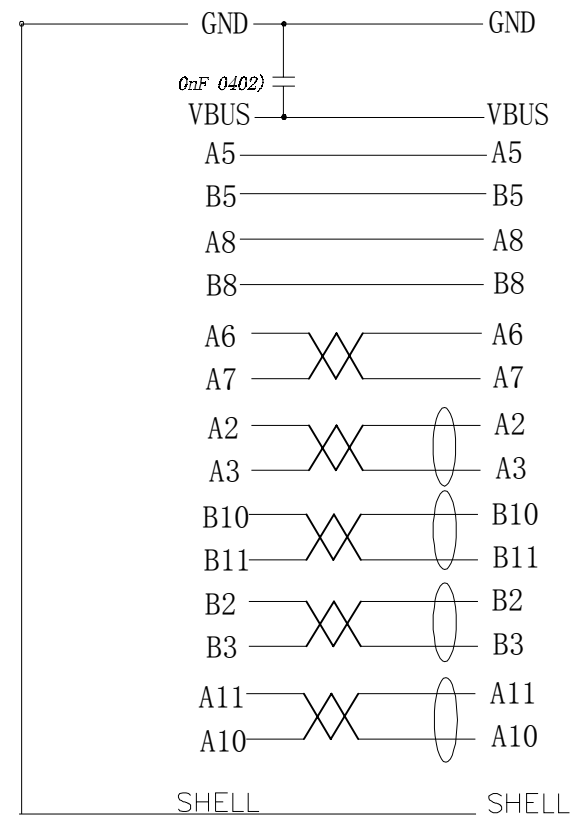 GND GND
0nF 0402)
VBUS VBUS
A5 A5
B5 B5
A8 A8
B8 B8
A6 A6
A7 A7
A2 A2
A3 A3
B10 B10
B11 B11
B2 B2
B3 B3
A11 A11
A10 A10
SHELL SHELL